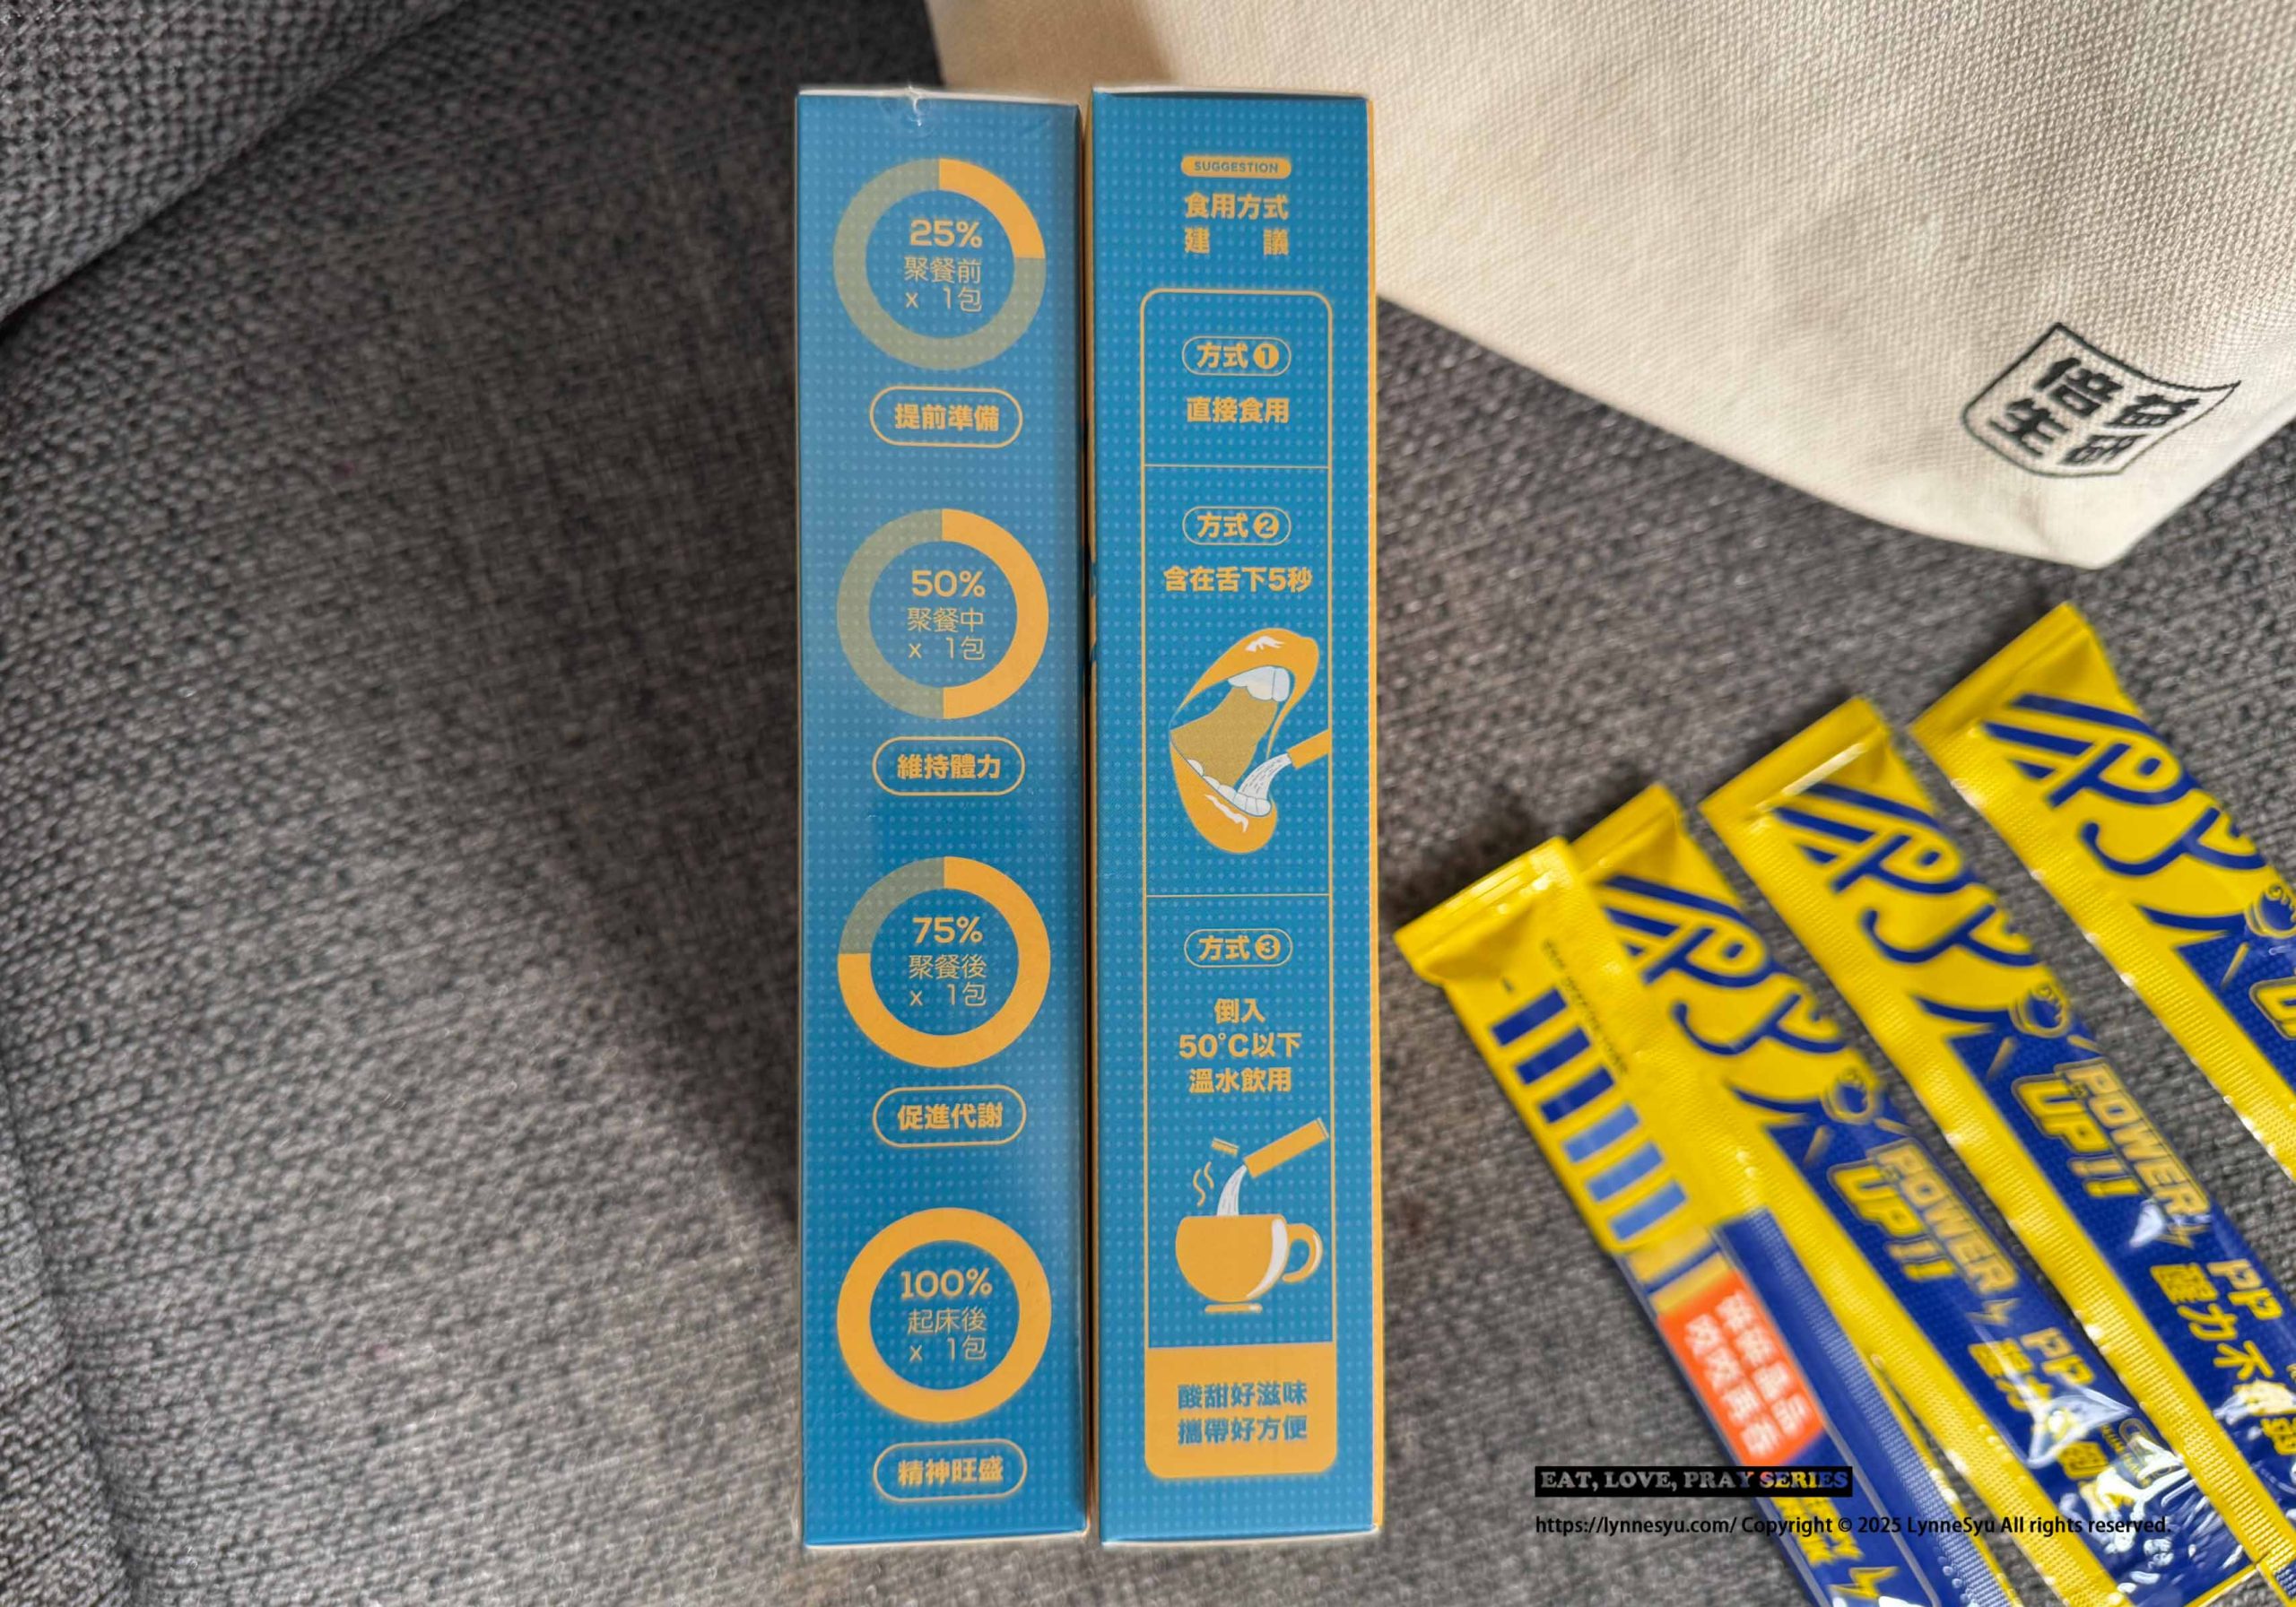 25%
聚餐前
x 1包
提前準備
50%
聚餐中
x 1包
維持體力
75%
聚餐後
x 1包
促進代謝
100%
起床後
x 1包
精神旺盛
SUGGESTION
食用方式
建 議
方式1
直接食用
方式2
含在舌下5秒
方式3
倒入
50°C以下
溫水飲用
酸甜好滋味
攜帶好方便
倍益
生研
POWER
UP!!
PP
POWER
UP!!
PP
EAT, LOVE, PRAY SERIES
https://lynnesyu.com/ Copyright © 2025 LynneSyu All rights reserved.